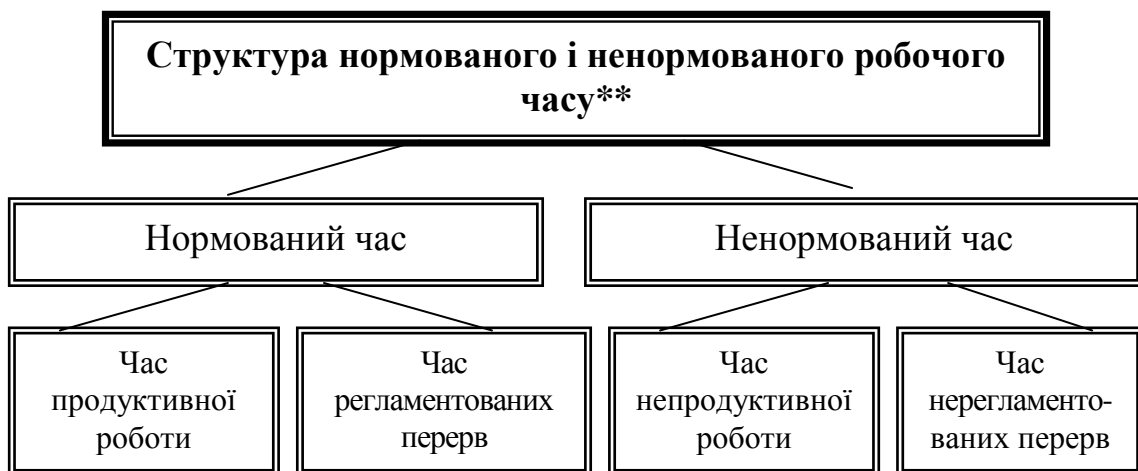 Структура нормованого і ненормованого робочого
часу**
Нормований час
Ненормований час
Час
продуктивної
роботи
Час
регламентованих
перерв
Час
непродуктивної
роботи
Час
нерегламенто-
ваних перерв